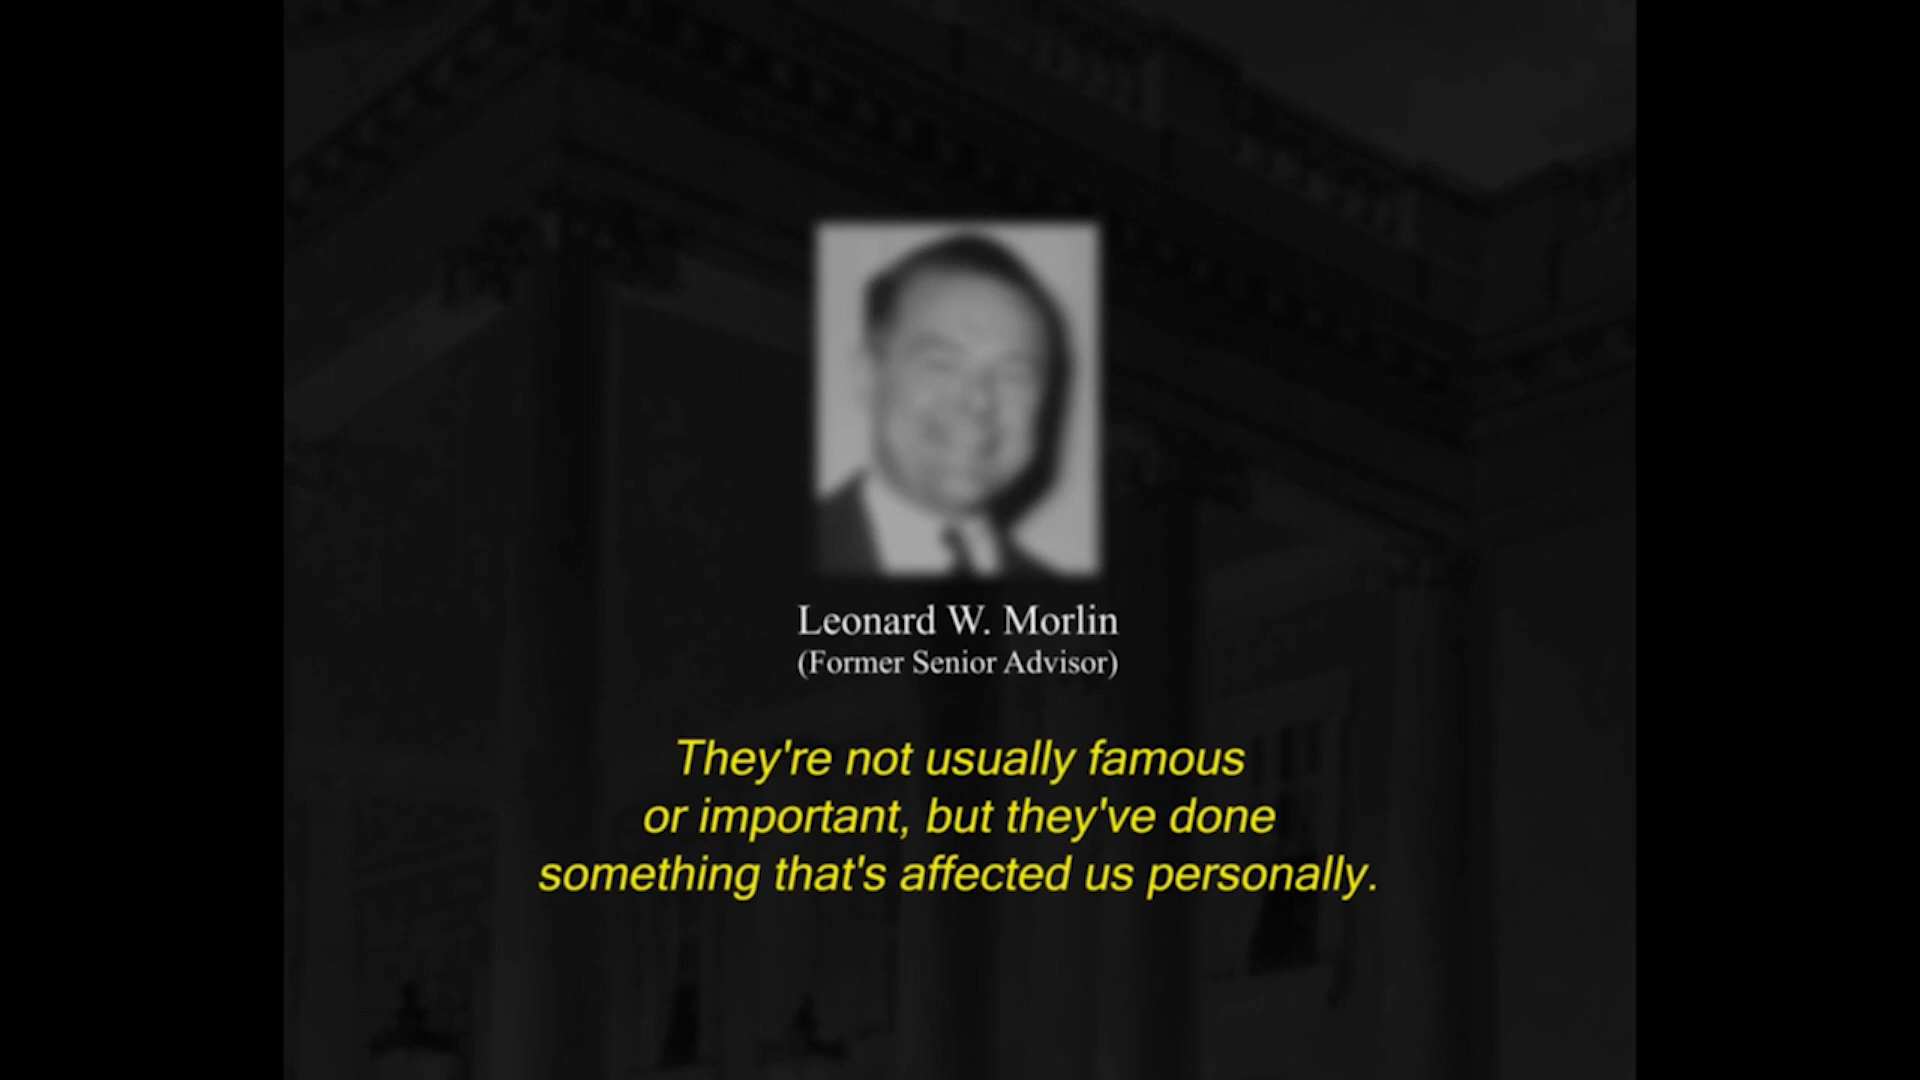 Leonard W. Morlin
(Former Senior Advisor)
They're not usually famous
or important, but they've done
something that's affected us personally.